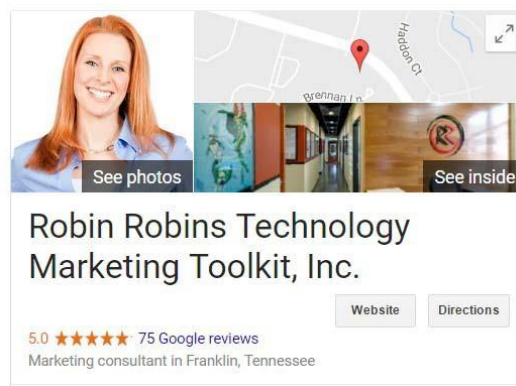 Haddon Ct
Brennan Ln
See photos
See inside
Robin Robins Technology
Marketing Toolkit, Inc.
Website
Directions
5.0 75 Google reviews
Marketing consultant in Franklin, Tennessee